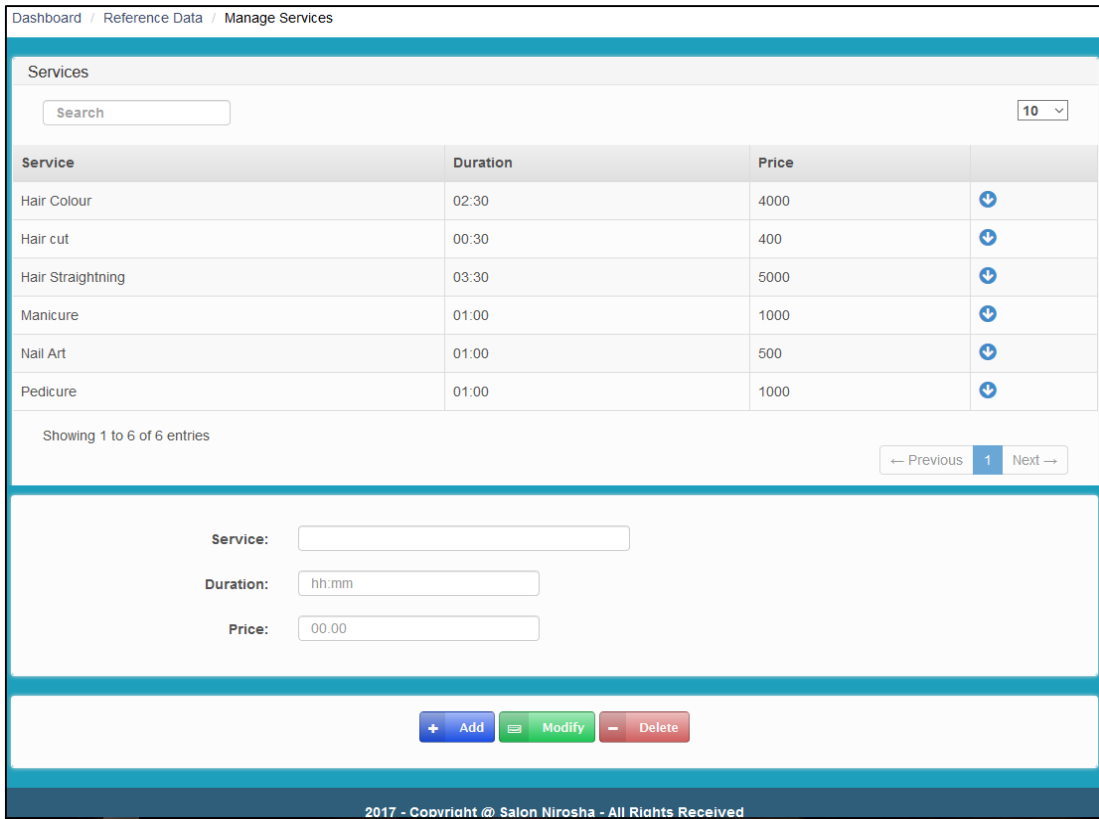 Dashboard / Reference Data / Manage Services
Services
Search 10
Service Duration Price
Hair Colour 02:30 4000
Hair cut 00:30 400
Hair Straightning 03:30 5000
Manicure 01:00 1000
Nail Art 01:00 500
Pedicure 01:00 1000
Showing 1 to 6 of 6 entries
← Previous 1 Next →
Service:
Duration: hh:mm
Price: 00.00
+ Add Modify − Delete
2017 - Copyright @ Salon Nirosha - All Rights Received